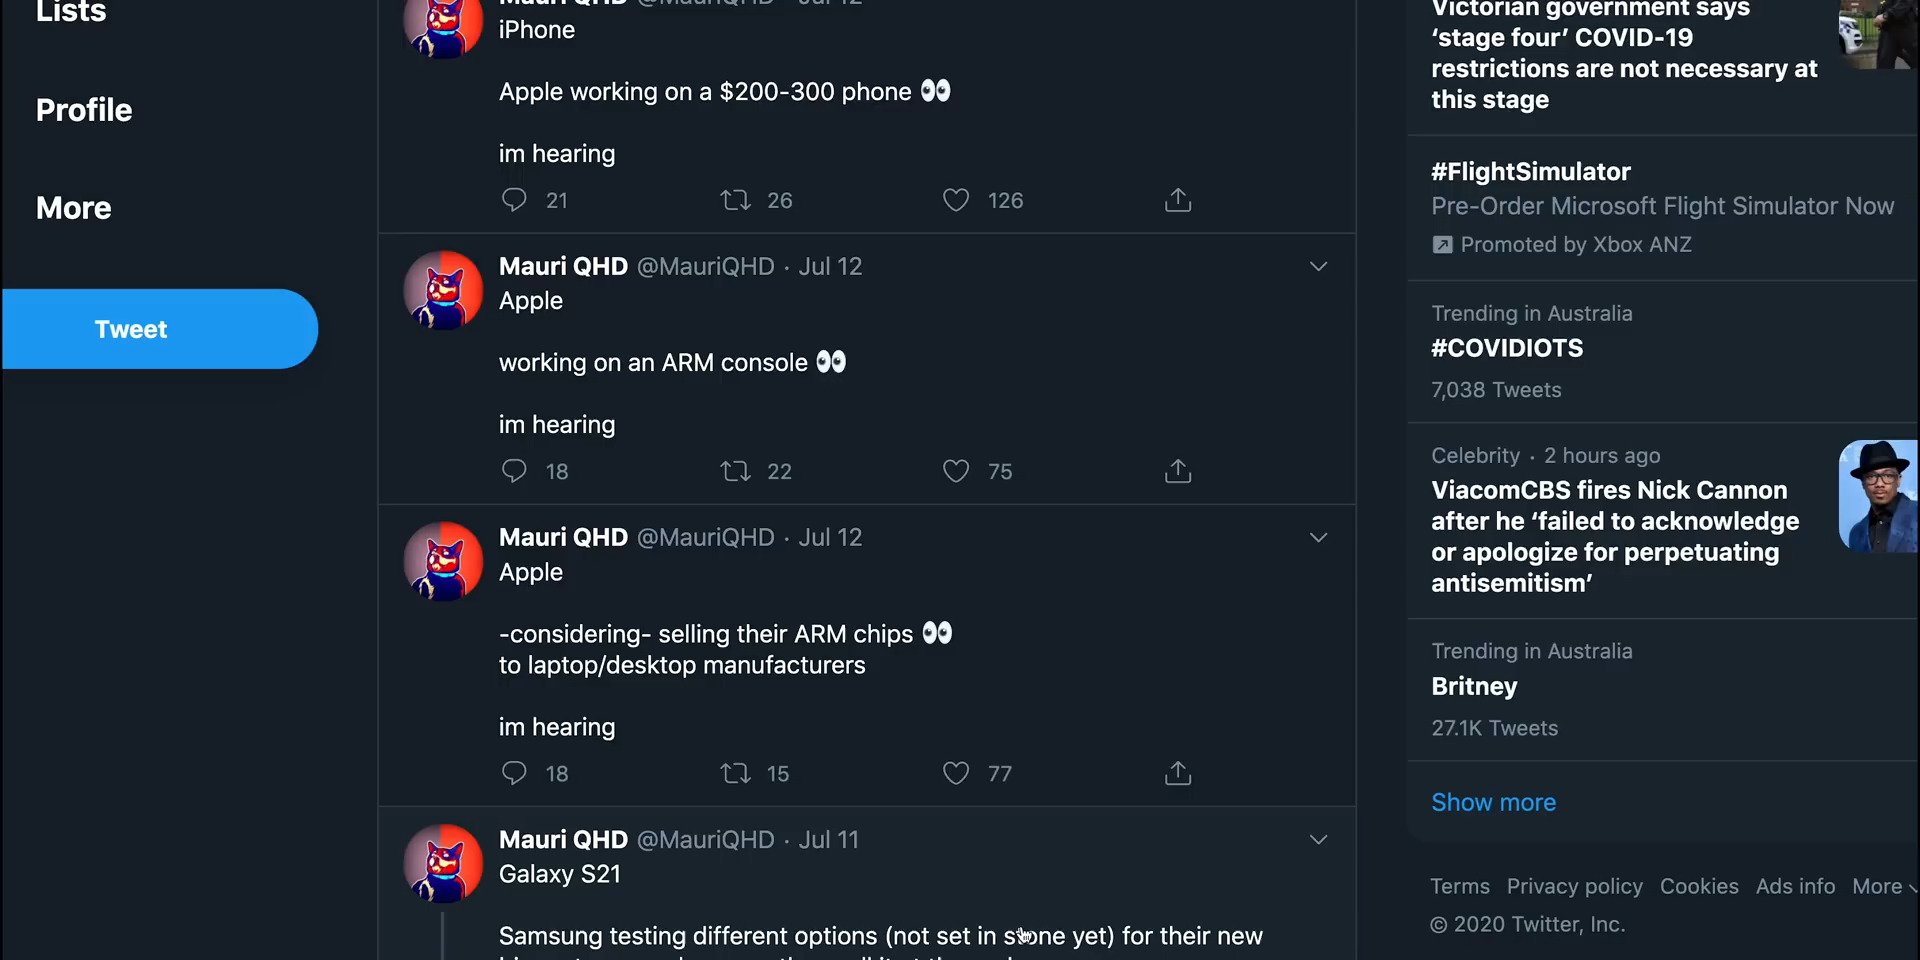 Lists
Profile
More
Tweet
Mauri QHD @MauriQHD · Jul 12
iPhone
Apple working on a $200-300 phone 👀
im hearing
21 26 126
Mauri QHD @MauriQHD · Jul 12
Apple
working on an ARM console 👀
im hearing
18 22 75
Mauri QHD @MauriQHD · Jul 12
Apple
-considering- selling their ARM chips 👀
to laptop/desktop manufacturers
im hearing
18 15 77
Mauri QHD @MauriQHD · Jul 11
Galaxy S21
Samsung testing different options (not set in stone yet) for their new
Victorian government says
‘stage four’ COVID-19
restrictions are not necessary at
this stage
#FlightSimulator
Pre-Order Microsoft Flight Simulator Now
Promoted by Xbox ANZ
Trending in Australia
#COVIDIOTS
7,038 Tweets
Celebrity · 2 hours ago
ViacomCBS fires Nick Cannon
after he ‘failed to acknowledge
or apologize for perpetuating
antisemitism’
Trending in Australia
Britney
27.1K Tweets
Show more
Terms Privacy policy Cookies Ads info More
© 2020 Twitter, Inc.